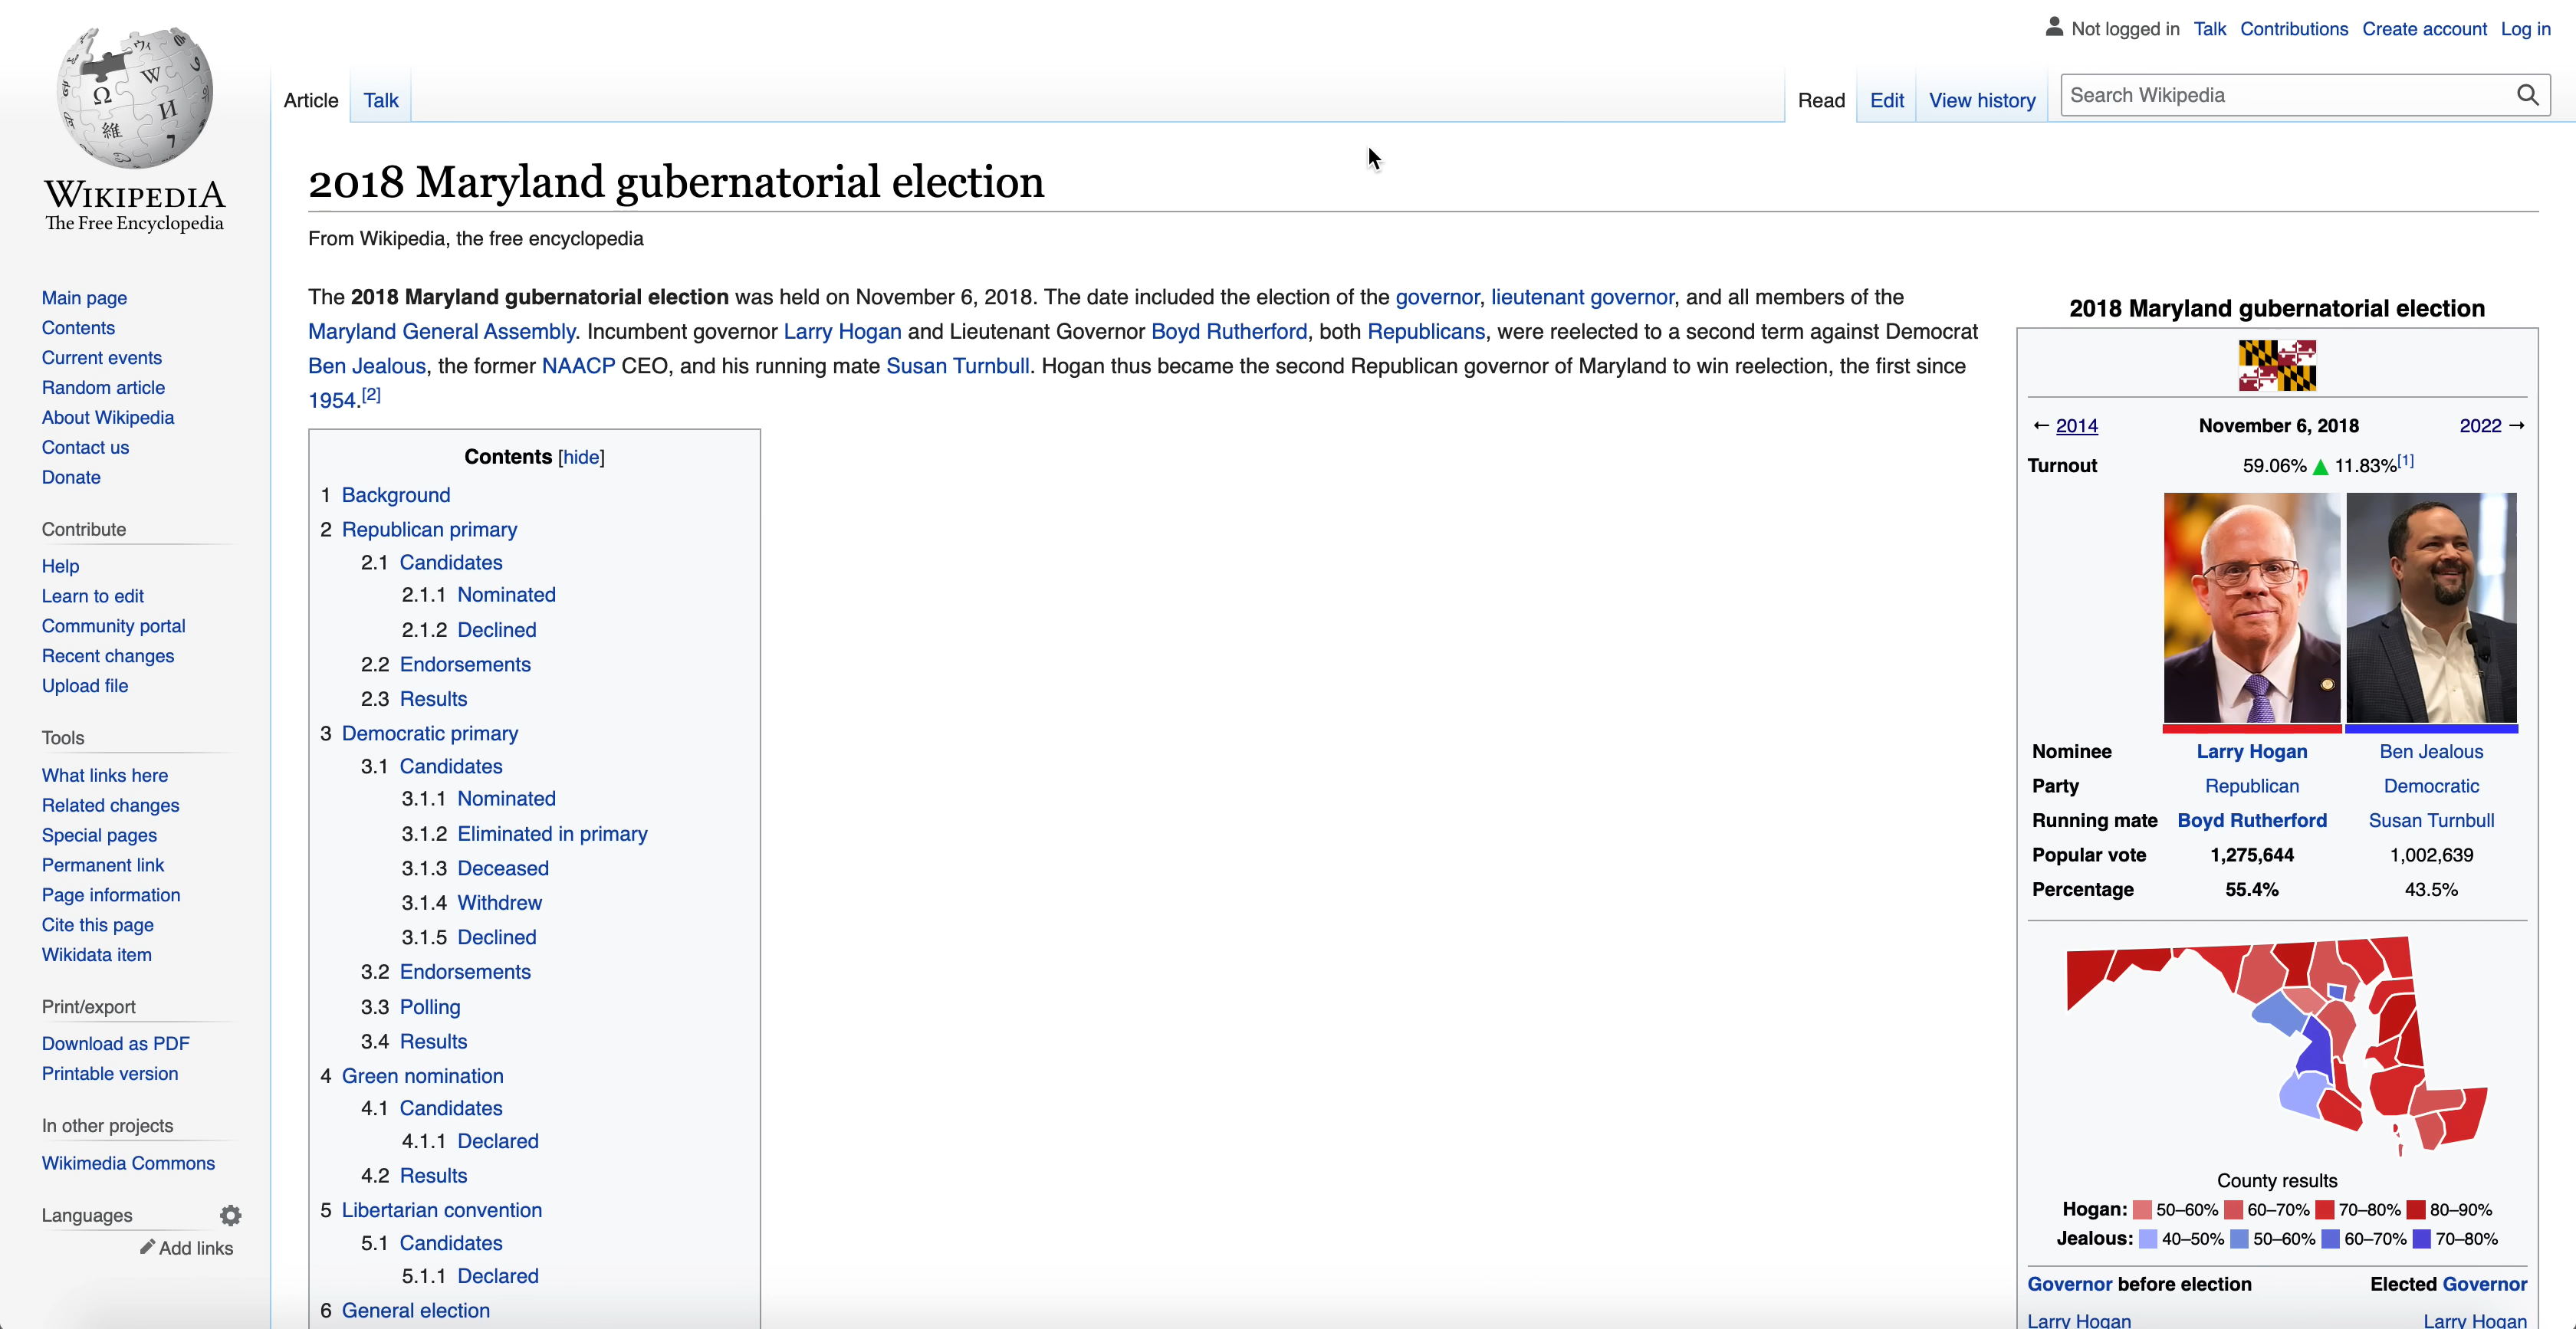 Not logged in Talk Contributions Create account Log in
Article Talk Read Edit View history Search Wikipedia
WIKIPEDIA
The Free Encyclopedia
Main page
Contents
Current events
Random article
About Wikipedia
Contact us
Donate
Contribute
Help
Learn to edit
Community portal
Recent changes
Upload file
Tools
What links here
Related changes
Special pages
Permanent link
Page information
Cite this page
Wikidata item
Print/export
Download as PDF
Printable version
In other projects
Wikimedia Commons
Languages
Add links
2018 Maryland gubernatorial election
From Wikipedia, the free encyclopedia
The 2018 Maryland gubernatorial election was held on November 6, 2018. The date included the election of the governor, lieutenant governor, and all members of the
Maryland General Assembly. Incumbent governor Larry Hogan and Lieutenant Governor Boyd Rutherford, both Republicans, were reelected to a second term against Democrat
Ben Jealous, the former NAACP CEO, and his running mate Susan Turnbull. Hogan thus became the second Republican governor of Maryland to win reelection, the first since
1954.[2]
Contents [hide]
1 Background
2 Republican primary
2.1 Candidates
2.1.1 Nominated
2.1.2 Declined
2.2 Endorsements
2.3 Results
3 Democratic primary
3.1 Candidates
3.1.1 Nominated
3.1.2 Eliminated in primary
3.1.3 Deceased
3.1.4 Withdrew
3.1.5 Declined
3.2 Endorsements
3.3 Polling
3.4 Results
4 Green nomination
4.1 Candidates
4.1.1 Declared
4.2 Results
5 Libertarian convention
5.1 Candidates
5.1.1 Declared
6 General election
2018 Maryland gubernatorial election
← 2014 November 6, 2018 2022 →
Turnout 59.06% ▲ 11.83%[1]
Nominee Larry Hogan Ben Jealous
Party Republican Democratic
Running mate Boyd Rutherford Susan Turnbull
Popular vote 1,275,644 1,002,639
Percentage 55.4% 43.5%
County results
Hogan: 50–60% 60–70% 70–80% 80–90%
Jealous: 40–50% 50–60% 60–70% 70–80%
Governor before election Elected Governor
Larry Hogan Larry Hogan